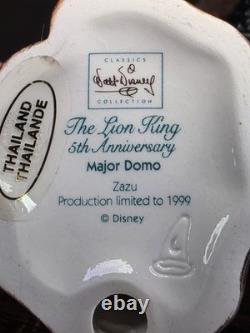 CLASSICS
Walt Disney
COLLECTION
The Lion King
5th Anniversary
Major Domo
Zazu
Production limited to 1999
© Disney
THAILAND
THAILANDE